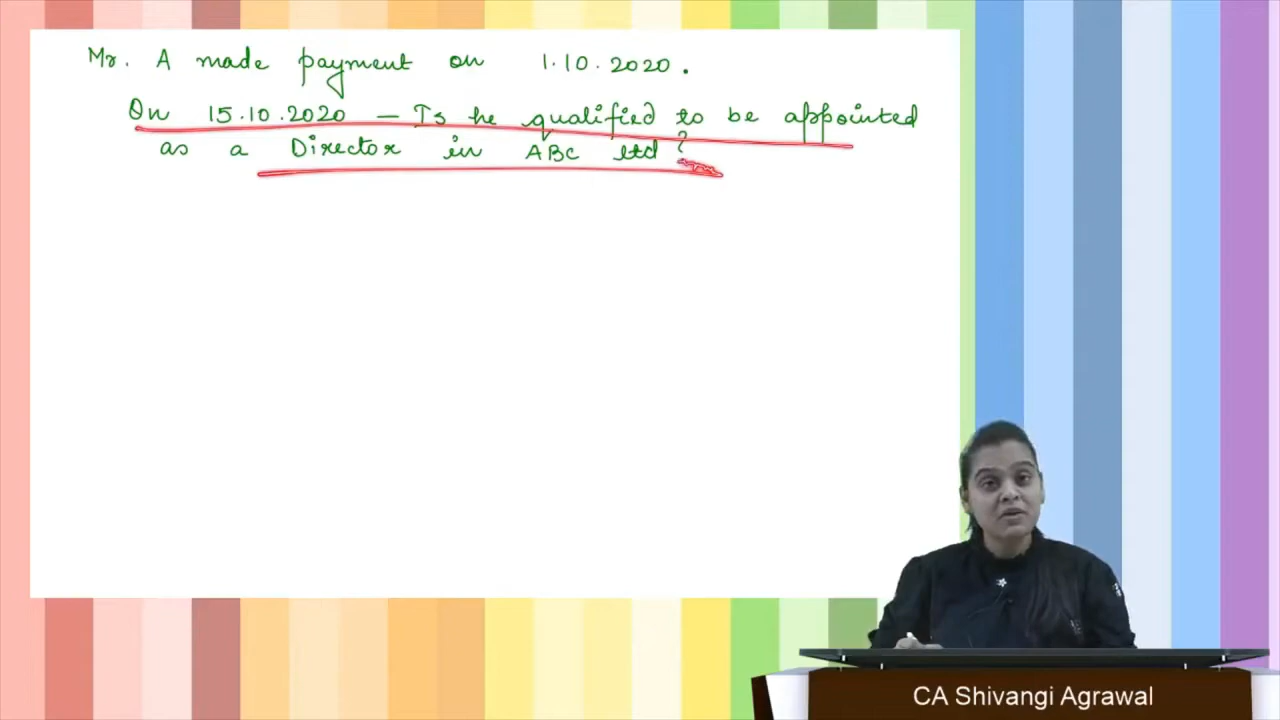 Mr. A made payment on 1.10.2020.
On 15.10.2020 – Is he qualified to be appointed
as a Director in ABC ltd?
CA Shivangi Agrawal